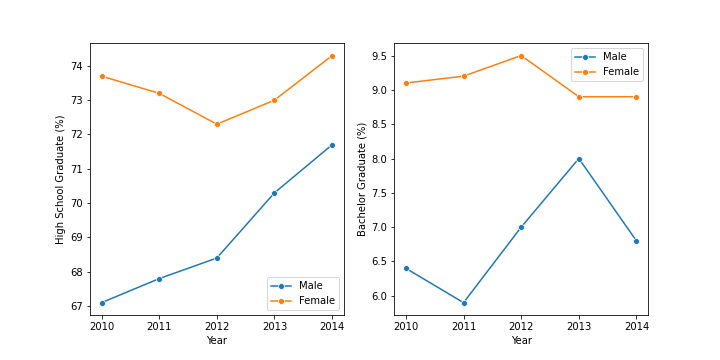 High School Graduate (%)
74
73
72
71
70
69
68
67
2010 2011 2012 2013 2014
Year
Male
Female
Bachelor Graduate (%)
9.5
9.0
8.5
8.0
7.5
7.0
6.5
6.0
2010 2011 2012 2013 2014
Year
Male
Female